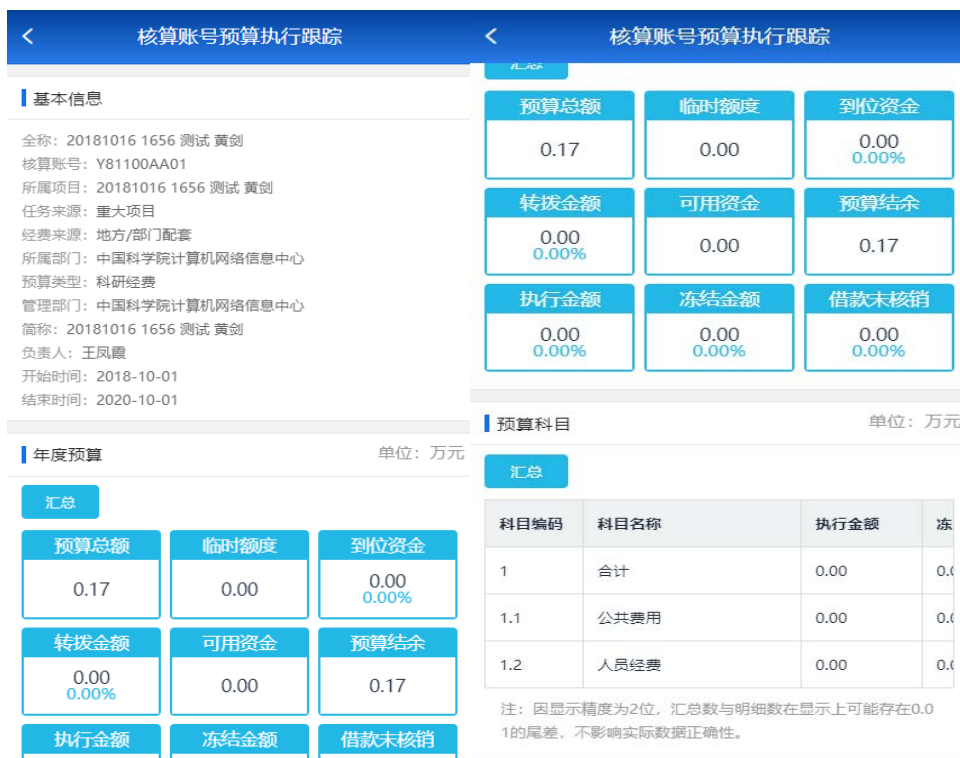 核算账号预算执行跟踪
基本信息
全称：20181016 1656 测试 黄剑
核算账号：Y81100AA01
所属项目：20181016 1656 测试 黄剑
任务来源：重大项目
经费来源：地方/部门配套
所属部门：中国科学院计算机网络信息中心
预算类型：科研经费
管理部门：中国科学院计算机网络信息中心
简称：20181016 1656 测试 黄剑
负责人：王凤霞
开始时间：2018-10-01
结束时间：2020-10-01
年度预算 单位：万元
汇总
预算总额 临时额度 到位资金
0.17 0.00 0.00
0.00%
转拨金额 可用资金 预算结余
0.00 0.00 0.17
0.00%
执行金额 冻结金额 借款未核销
核算账号预算执行跟踪
汇总
预算总额 临时额度 到位资金
0.17 0.00 0.00
0.00%
转拨金额 可用资金 预算结余
0.00 0.00 0.17
0.00%
执行金额 冻结金额 借款未核销
0.00 0.00 0.00
0.00% 0.00% 0.00%
预算科目 单位：万元
汇总
科目编码 科目名称 执行金额 冻
1 合计 0.00 0.0
1.1 公共费用 0.00 0.0
1.2 人员经费 0.00 0.0
注：因显示精度为2位，汇总数与明细数在显示上可能存在0.0
1的尾差，不影响实际数据正确性。